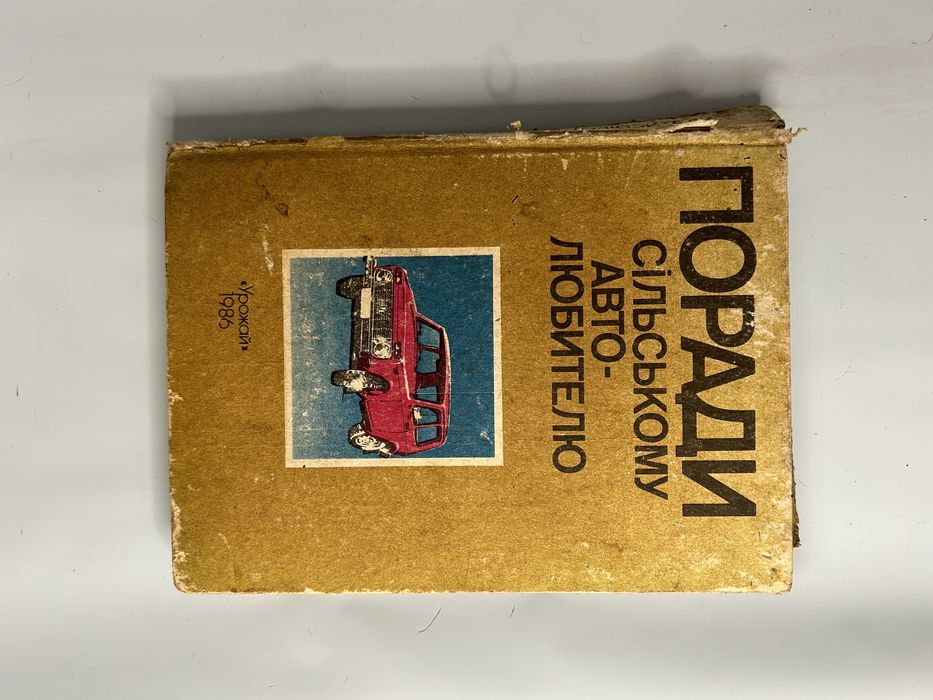 ПОРАДИ
СІЛЬСЬКОМУ
АВТО-
ЛЮБИТЕЛЮ
«Урожай»
1986